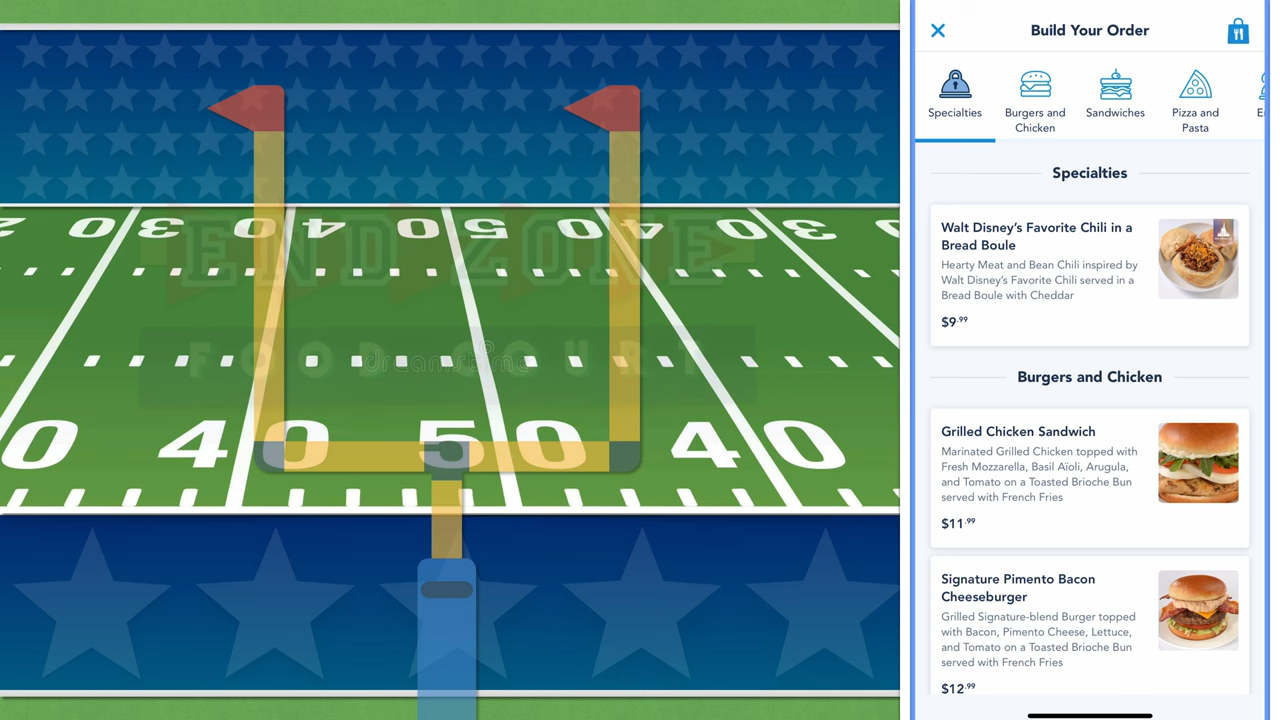 20 30 40 50 40 30
END ZONE
FOOD COURT
dreamstime
0 40 50 40
Build Your Order
Specialties
Burgers and
Chicken
Sandwiches
Pizza and
Pasta
Specialties
Walt Disney's Favorite Chili in a
Bread Boule
Hearty Meat and Bean Chili inspired by
Walt Disney's Favorite Chili served in a
Bread Boule with Cheddar
$9.99
Burgers and Chicken
Grilled Chicken Sandwich
Marinated Grilled Chicken topped with
Fresh Mozzarella, Basil Aïoli, Arugula,
and Tomato on a Toasted Brioche Bun
served with French Fries
$11.99
Signature Pimento Bacon
Cheeseburger
Grilled Signature-blend Burger topped
with Bacon, Pimento Cheese, Lettuce,
and Tomato on a Toasted Brioche Bun
served with French Fries
$12.99